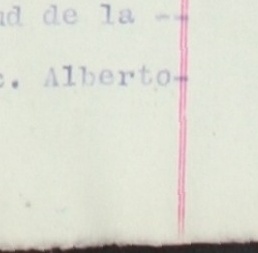 ud de la --
c. Alberto-